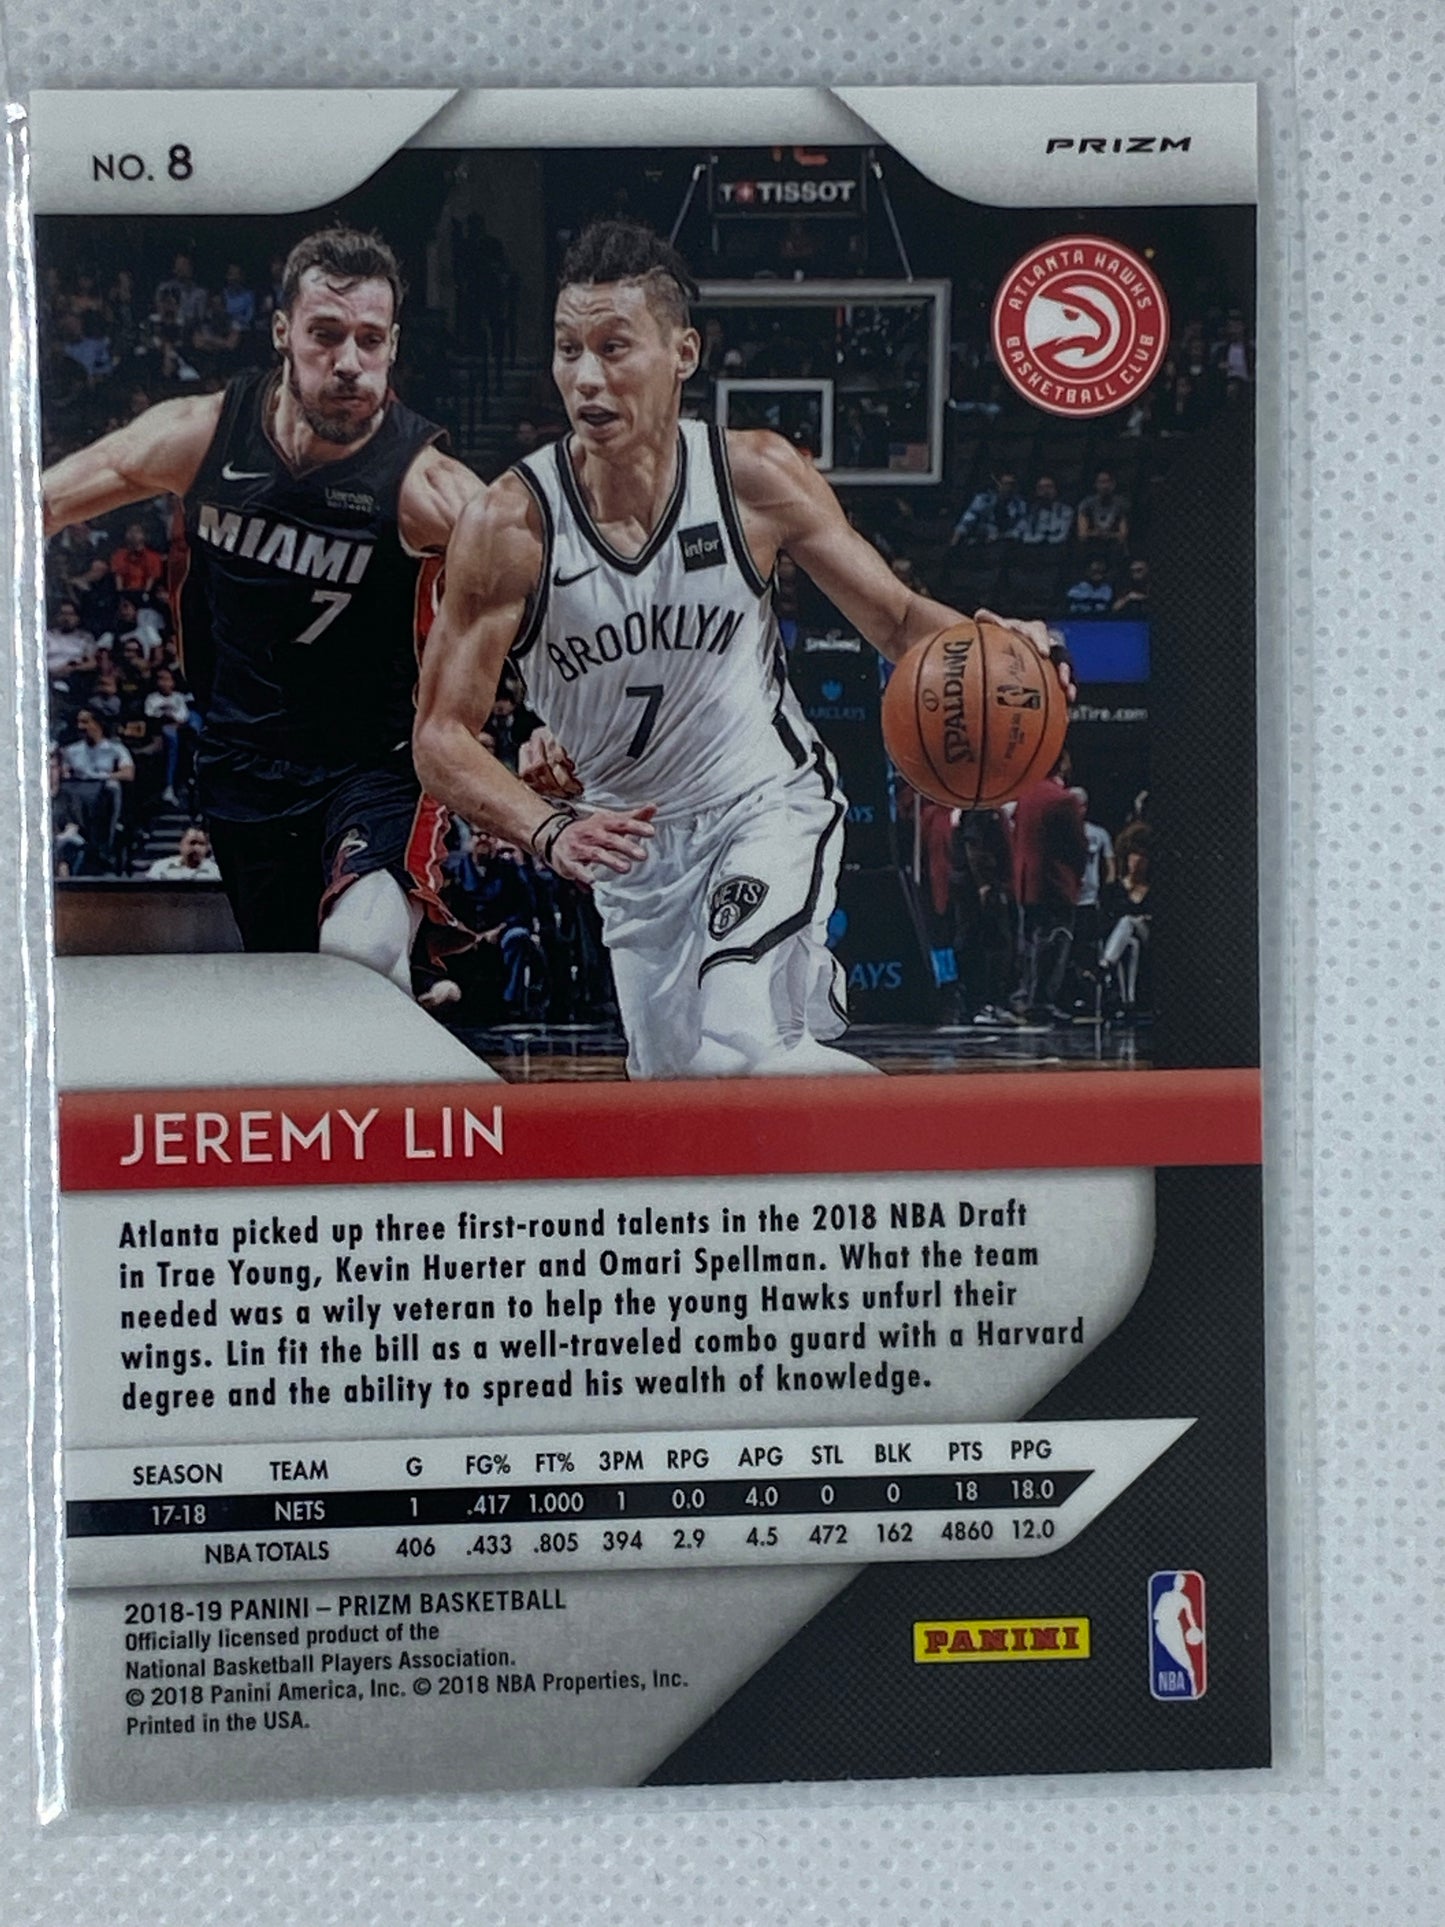 NO. 8
PRIZM
T+TISSOT
ATLANTA HAWKS
BASKETBALL CLUB
MIAMI
7
infor
BROOKLYN
7
SPALDING
NETS
B
JEREMY LIN
Atlanta picked up three first-round talents in the 2018 NBA Draft
in Trae Young, Kevin Huerter and Omari Spellman. What the team
needed was a wily veteran to help the young Hawks unfurl their
wings. Lin fit the bill as a well-traveled combo guard with a Harvard
degree and the ability to spread his wealth of knowledge.
SEASON TEAM G FG% FT% 3PM RPG APG STL BLK PTS PPG
17-18 NETS 1 .417 1.000 1 0.0 4.0 0 0 18 18.0
NBA TOTALS 406 .433 .805 394 2.9 4.5 472 162 4860 12.0
2018-19 PANINI – PRIZM BASKETBALL
Officially licensed product of the
National Basketball Players Association.
© 2018 Panini America, Inc. © 2018 NBA Properties, Inc.
Printed in the USA.
PANINI
NBA